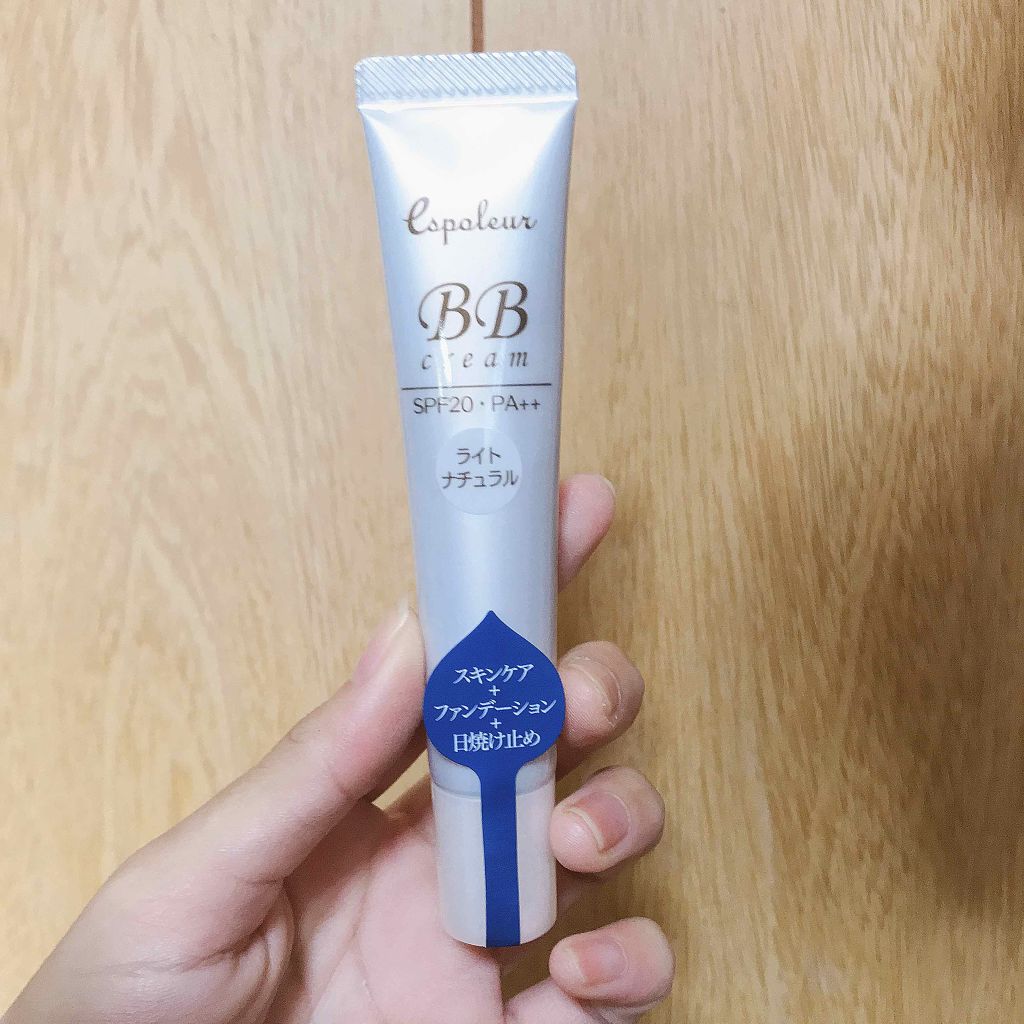 espoleur
BB
cream
SPF20・PA++
ライト
ナチュラル
スキンケア
+
ファンデーション
+
日焼け止め